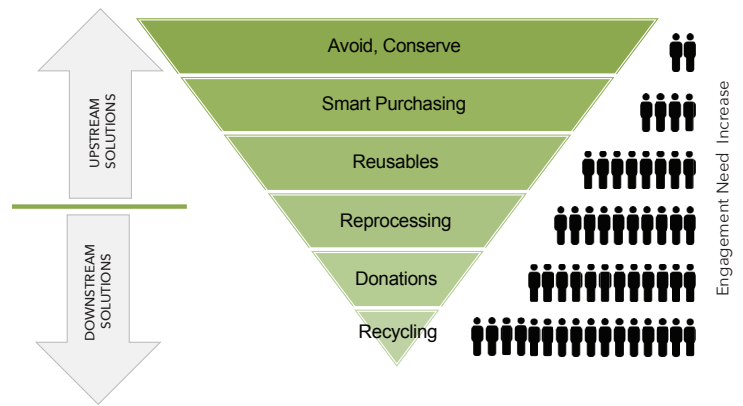 Avoid, Conserve
Smart Purchasing
Reusables
Reprocessing
Donations
Recycling
UPSTREAM
SOLUTIONS
DOWNSTREAM
SOLUTIONS
Engagement Need Increase